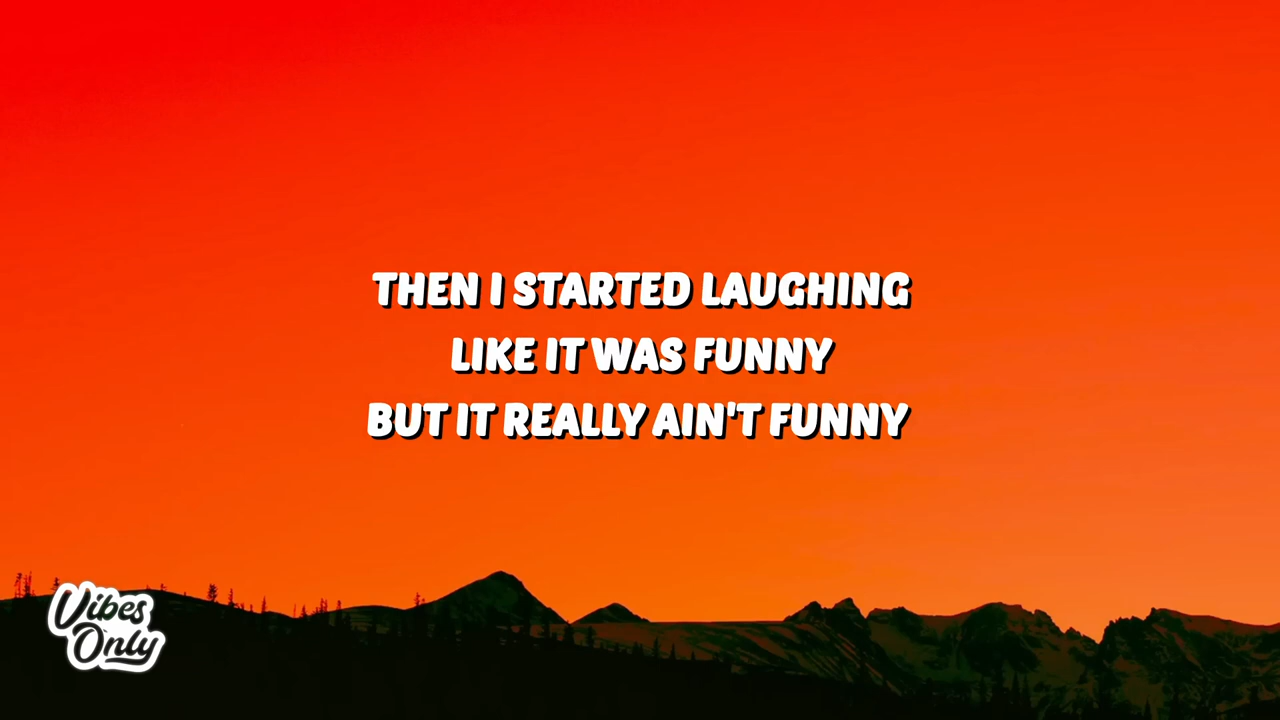 THEN I STARTED LAUGHING
LIKE IT WAS FUNNY
BUT IT REALLY AIN'T FUNNY
Vibes
Only